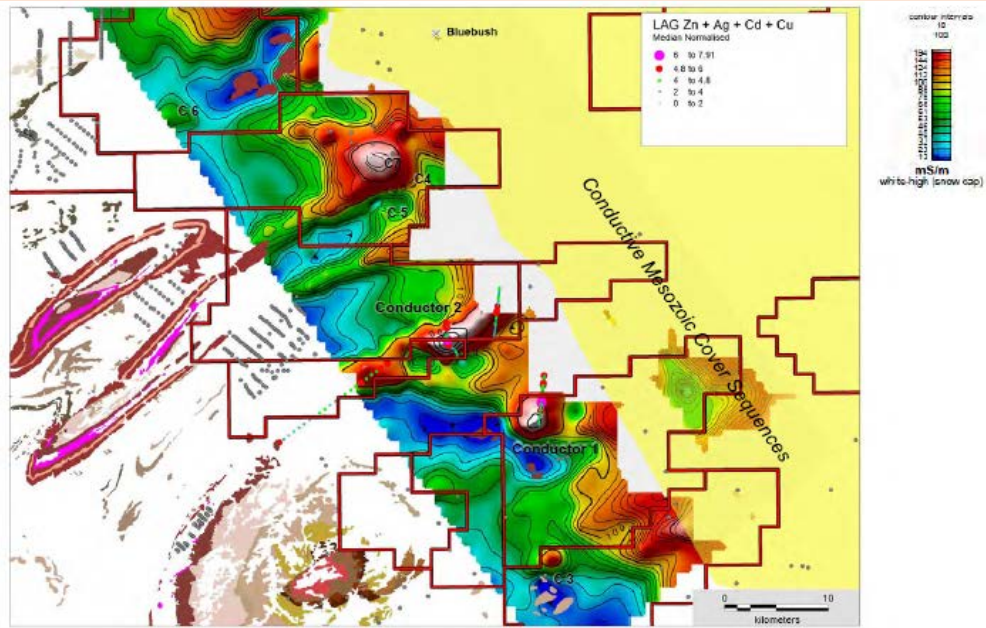 Bluebush
LAG Zn + Ag + Cd + Cu
Median Normalised
6 to 7.91
4.8 to 6
4 to 4.8
2 to 4
0 to 2
contour intervals
10
100
mS/m
white-high (snow cap)
C 6
C4
C-5
Conductive Mesozoic Cover Sequences
Conductor 2
Conductor 1
C 3
100
0 10
kilometers